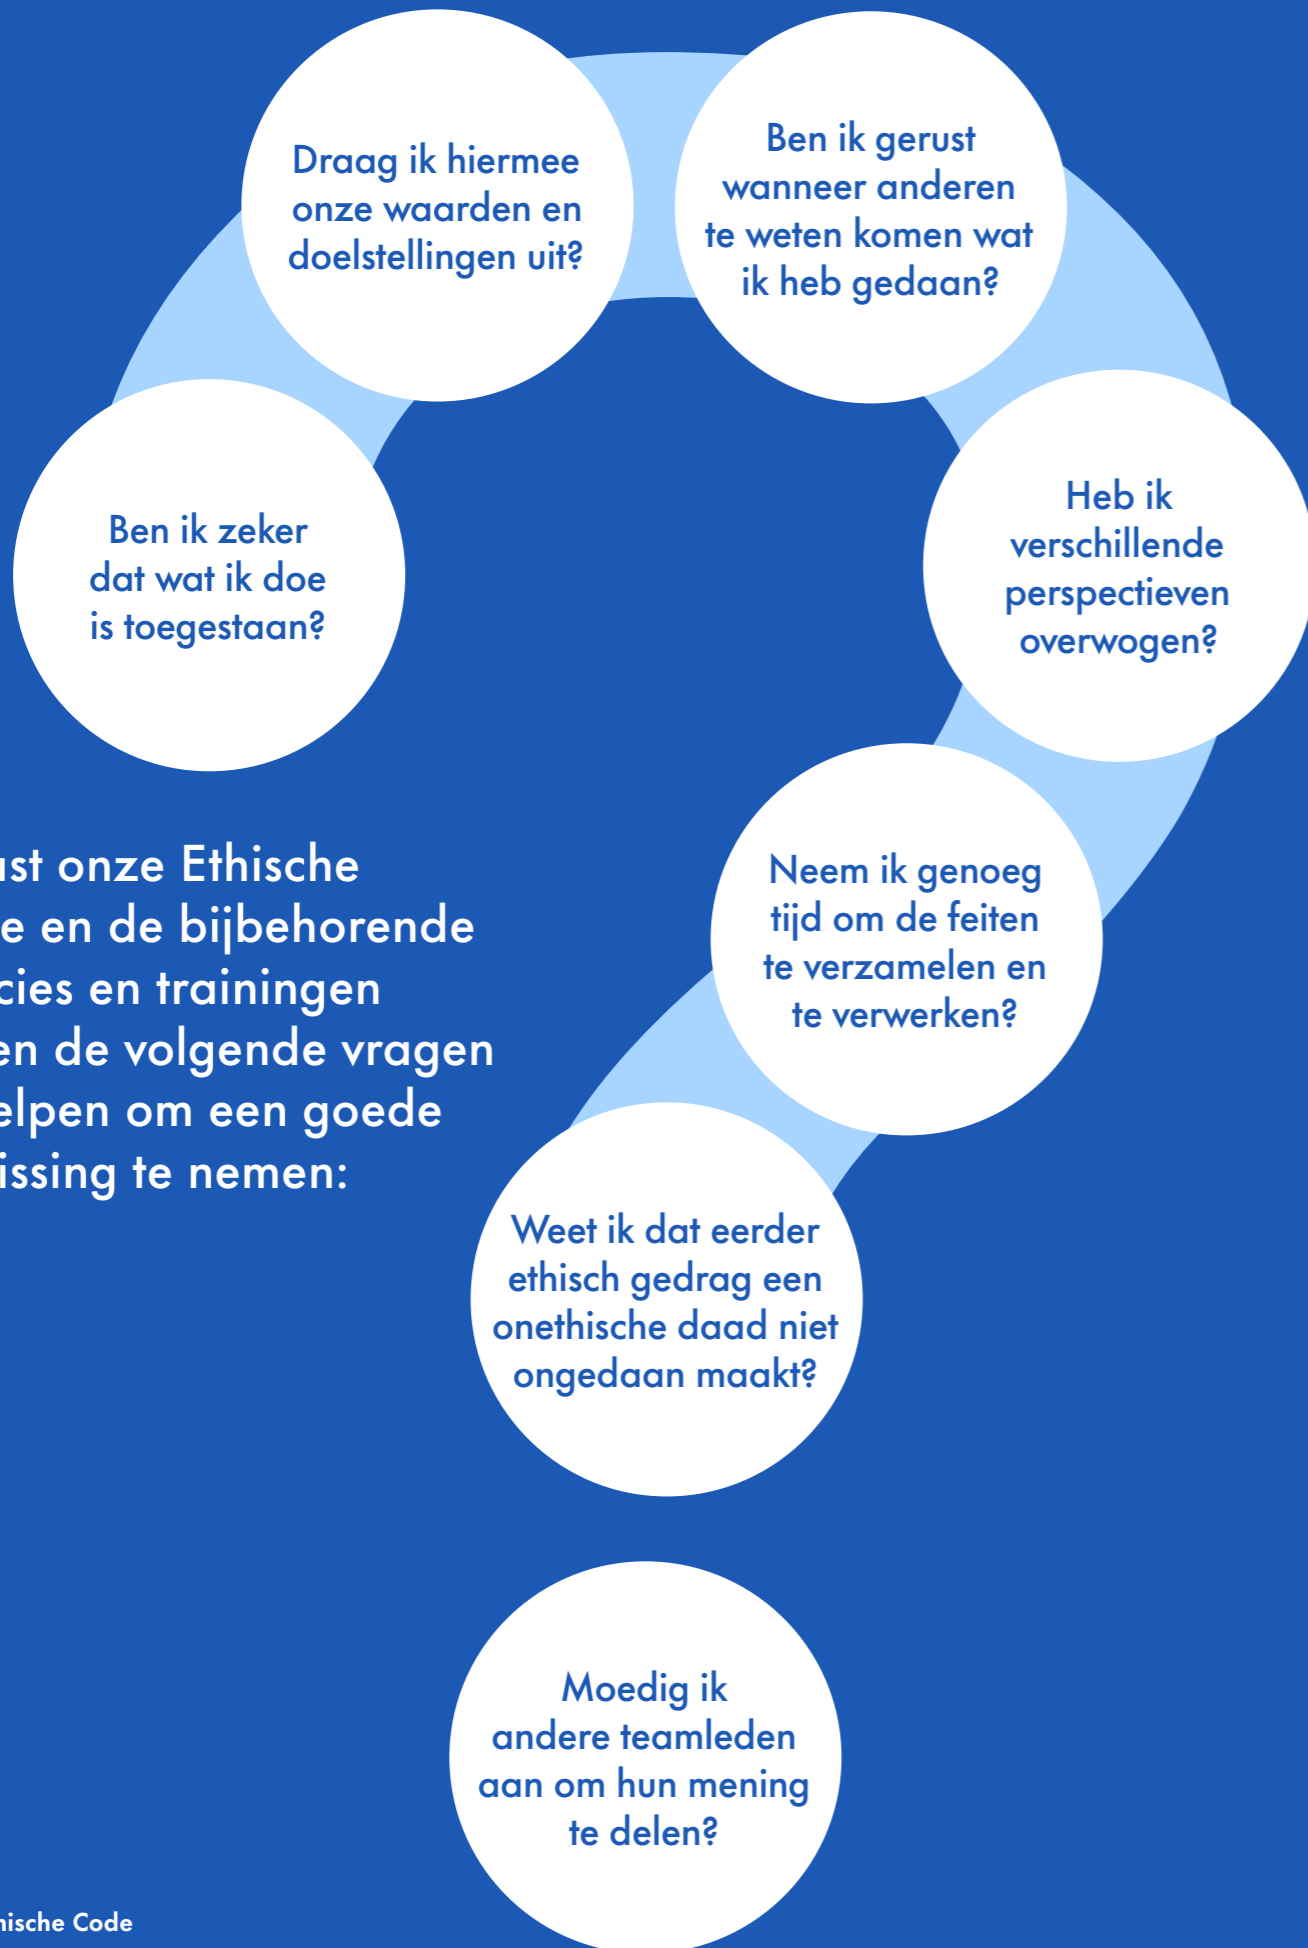 Draag ik hiermee
onze waarden en
doelstellingen uit?
Ben ik gerust
wanneer anderen
te weten komen wat
ik heb gedaan?
Ben ik zeker
dat wat ik doe
is toegestaan?
Heb ik
verschillende
perspectieven
overwogen?
ast onze Ethische
e en de bijbehorende
cies en trainingen
en de volgende vragen
elpen om een goede
issing te nemen:
Neem ik genoeg
tijd om de feiten
te verzamelen en
te verwerken?
Weet ik dat eerder
ethisch gedrag een
onethische daad niet
ongedaan maakt?
Moedig ik
andere teamleden
aan om hun mening
te delen?
hische Code